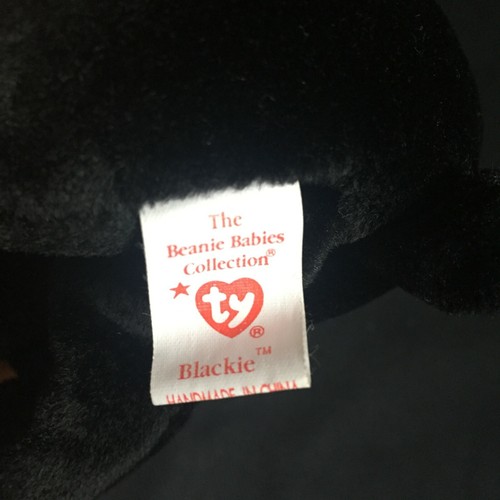 The
Beanie Babies
Collection®
★ ty ®
Blackie™
HANDMADE IN CHINA